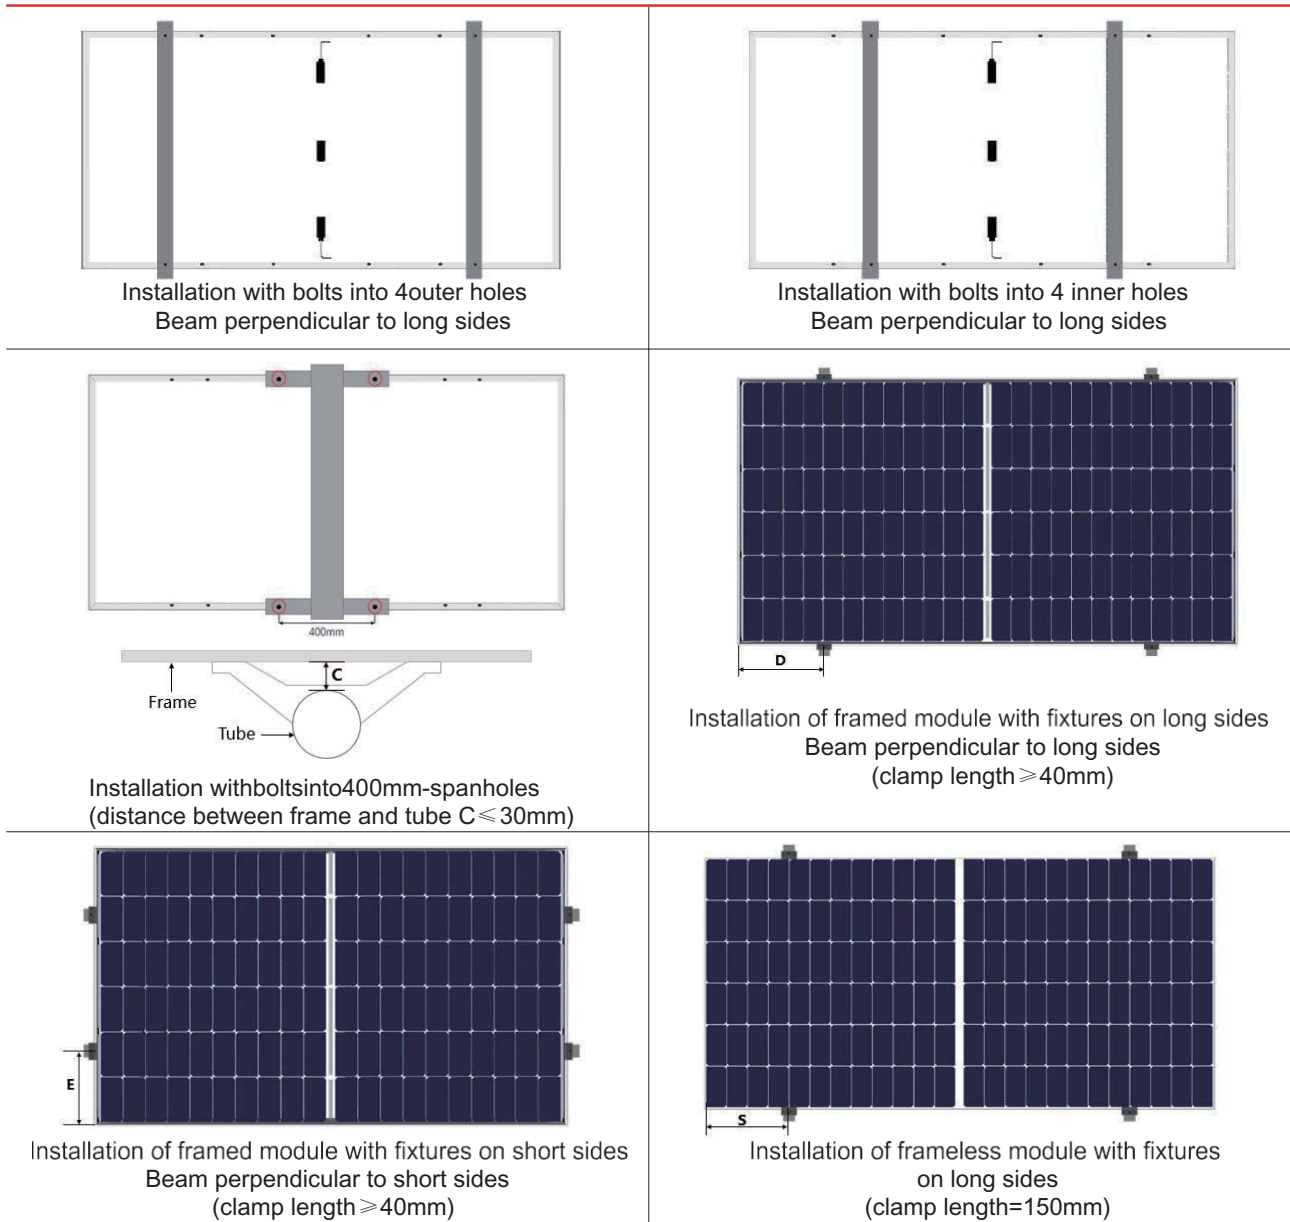 Installation with bolts into 4outer holes
Beam perpendicular to long sides
Installation with bolts into 4 inner holes
Beam perpendicular to long sides
400mm
C
Frame
Tube
Installation withboltsinto400mm-spanholes
(distance between frame and tube C≤30mm)
D
Installation of framed module with fixtures on long sides
Beam perpendicular to long sides
(clamp length≥40mm)
E
Installation of framed module with fixtures on short sides
Beam perpendicular to short sides
(clamp length≥40mm)
S
Installation of frameless module with fixtures
on long sides
(clamp length=150mm)